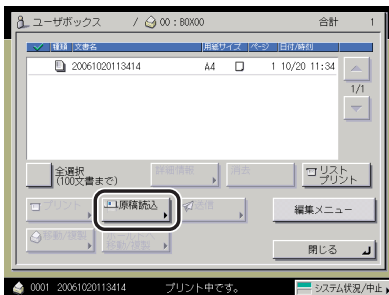 ユーザボックス / 00：BOX00 合計 1
種類 文書名 用紙サイズ ページ 日付/時刻
20061020113414 A4 1 10/20 11:34
1/1
全選択
(100文書まで)
詳細情報
消去
リスト
プリント
プリント
原稿読込
送信
編集メニュー
移動/複製
移動/複製
閉じる
0001 20061020113414 プリント中です。 システム状況/中止